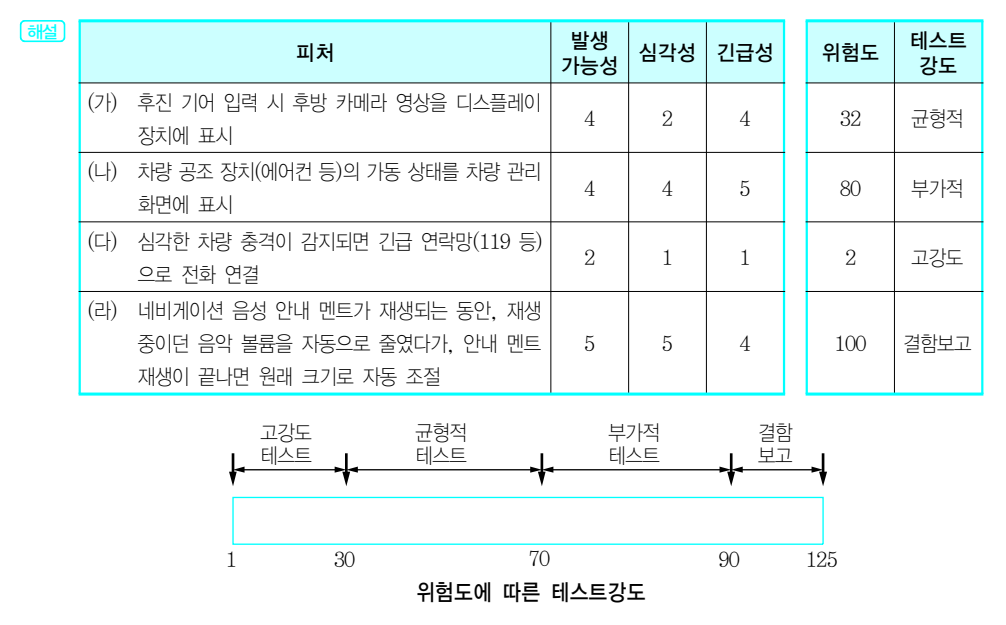 해설
피처 발생 가능성 심각성 긴급성 위험도 테스트 강도
(가) 후진 기어 입력 시 후방 카메라 영상을 디스플레이
장치에 표시 4 2 4 32 균형적
(나) 차량 공조 장치(에어컨 등)의 가동 상태를 차량 관리
화면에 표시 4 4 5 80 부가적
(다) 심각한 차량 충격이 감지되면 긴급 연락망(119 등)
으로 전화 연결 2 1 1 2 고강도
(라) 네비게이션 음성 안내 멘트가 재생되는 동안, 재생
중이던 음악 볼륨을 자동으로 줄였다가, 안내 멘트 5 5 4 100 결함보고
재생이 끝나면 원래 크기로 자동 조절
고강도 균형적 부가적 결함
테스트 테스트 테스트 보고
1 30 70 90 125
위험도에 따른 테스트강도